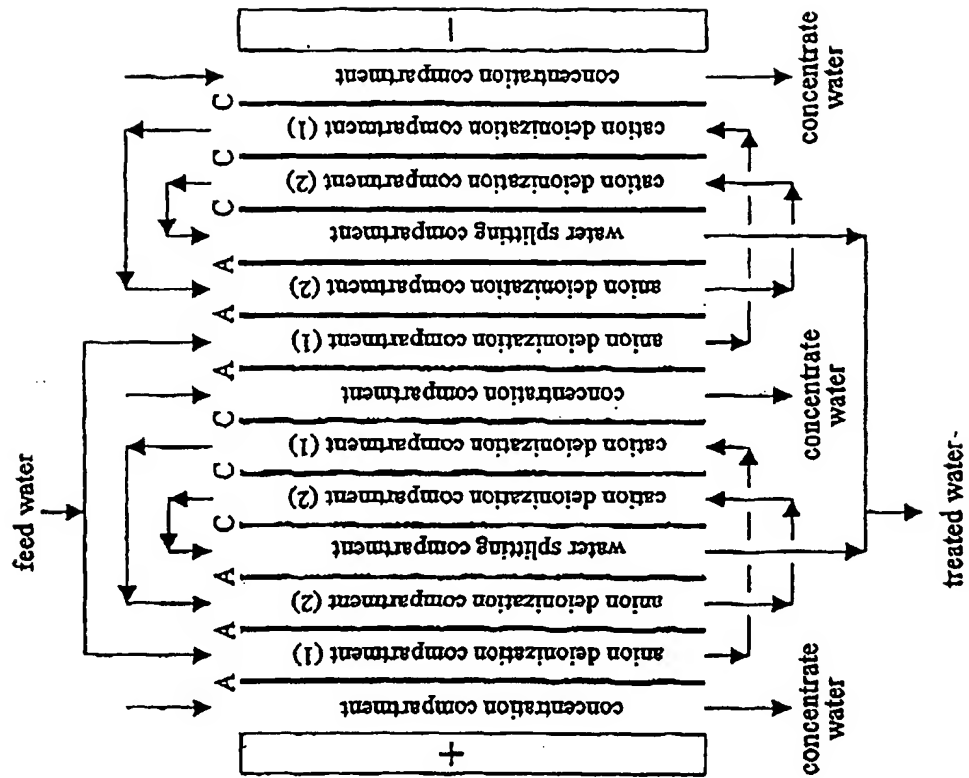 feed water
+
concentration compartment
A
anion deionization compartment (1)
A
anion deionization compartment (2)
A
water splitting compartment
C
cation deionization compartment (2)
C
cation deionization compartment (1)
C
concentration compartment
A
anion deionization compartment (1)
A
anion deionization compartment (2)
A
water splitting compartment
C
cation deionization compartment (2)
C
cation deionization compartment (1)
C
concentration compartment
−
concentrate
water
concentrate
water
concentrate
water
treated water-